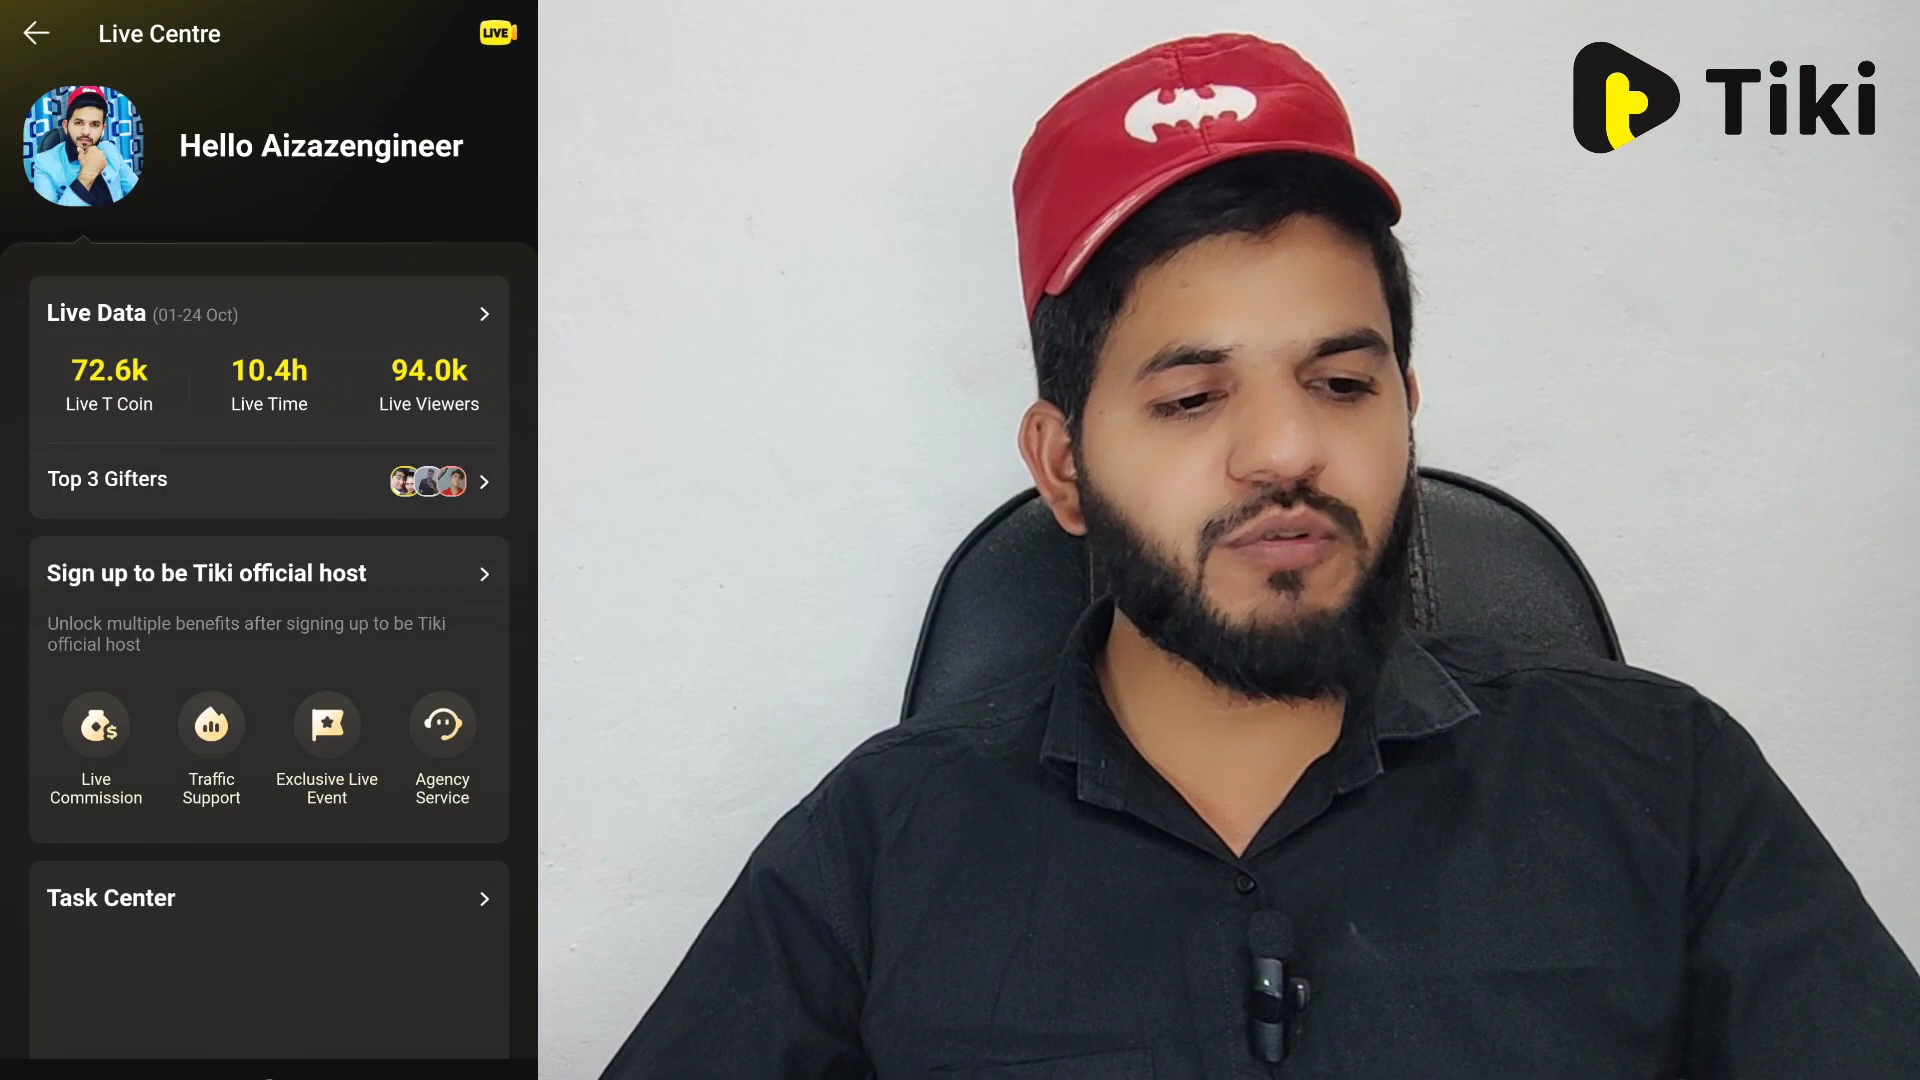 Live Centre
LIVE
Hello Aizazengineer
Live Data (01-24 Oct)
72.6k
10.4h
94.0k
Live T Coin
Live Time
Live Viewers
Top 3 Gifters
Sign up to be Tiki official host
Unlock multiple benefits after signing up to be Tiki
official host
Live
Commission
Traffic
Support
Exclusive Live
Event
Agency
Service
Task Center
Tiki